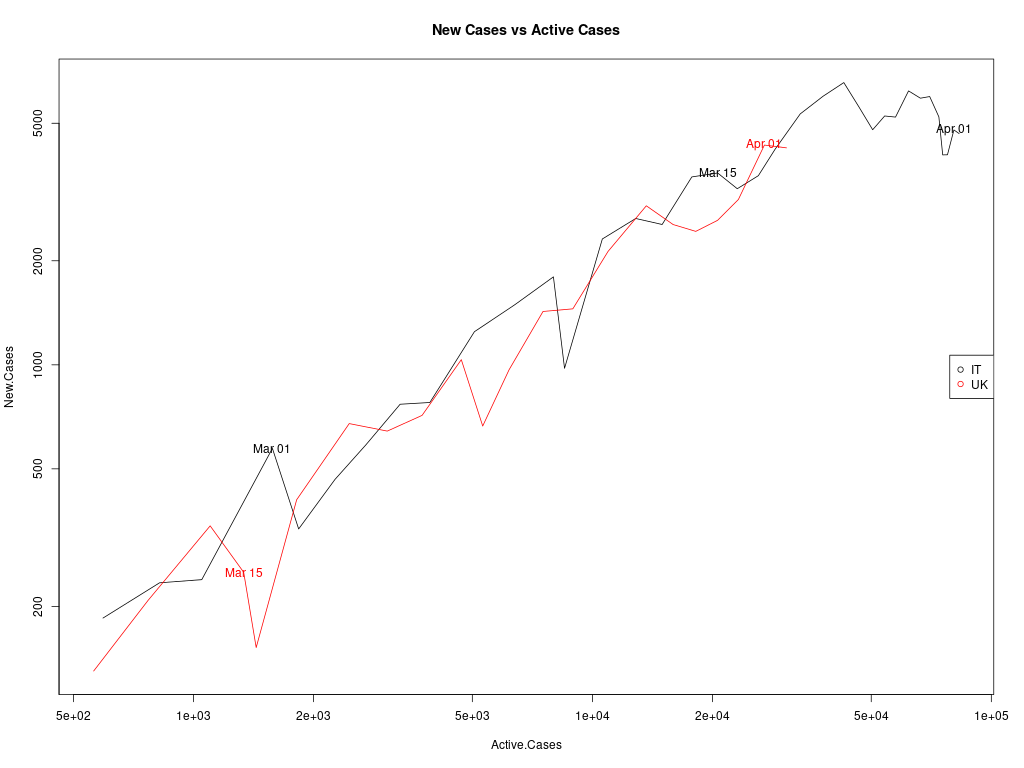 New Cases vs Active Cases
5000
2000
1000
500
200
New.Cases
Apr 01
Apr 01
Mar 15
Mar 01
Mar 15
IT
UK
5e+02 1e+03 2e+03 5e+03 1e+04 2e+04 5e+04 1e+05
Active.Cases